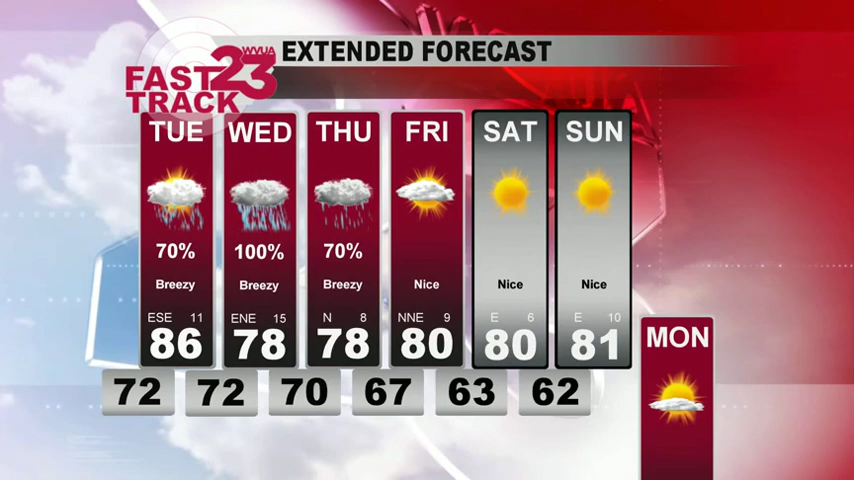 WVUA
23
FAST
TRACK
EXTENDED FORECAST
TUE WED THU FRI SAT SUN
70% 100% 70%
Breezy Breezy Breezy Nice Nice Nice
ESE 11 ENE 15 N 8 NNE 9 E 6 E 10
86 78 78 80 80 81
MON
72 72 70 67 63 62